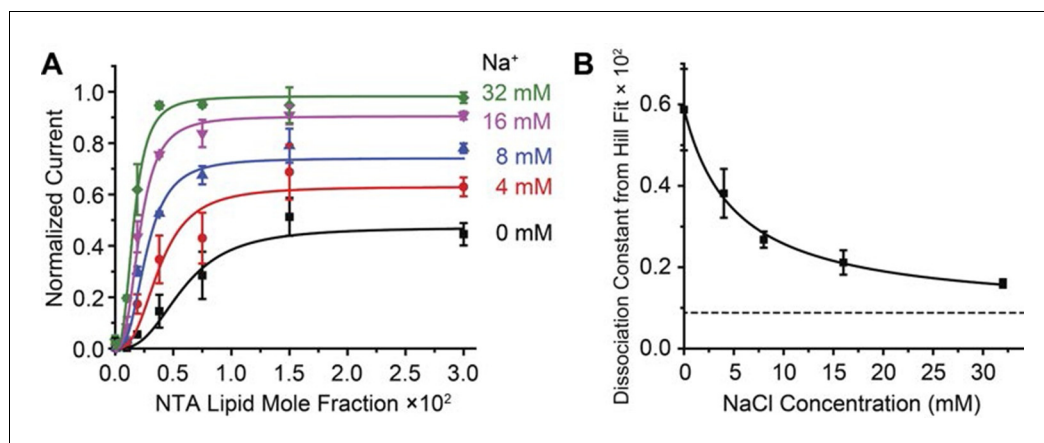 A
Normalized Current
1.0
0.8
0.6
0.4
0.2
0.0
0.0 0.5 1.0 1.5 2.0 2.5 3.0
NTA Lipid Mole Fraction ×10²
Na⁺
32 mM
16 mM
8 mM
4 mM
0 mM
B
Dissociation Constant from Hill Fit × 10²
0.6
0.4
0.2
0.0
0 5 10 15 20 25 30
NaCl Concentration (mM)